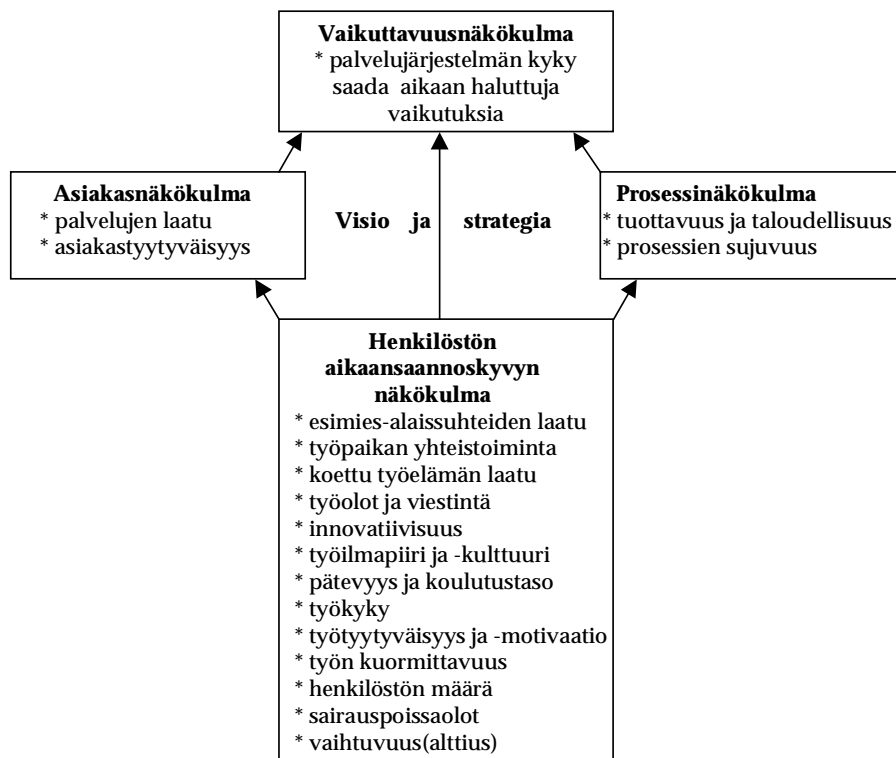 Vaikuttavuusnäkökulma
* palvelujärjestelmän kyky
saada aikaan haluttuja
vaikutuksia
Asiakasnäkökulma
* palvelujen laatu
* asiakastyytyväisyys
Visio ja strategia
Prosessinäkökulma
* tuottavuus ja taloudellisuus
* prosessien sujuvuus
Henkilöstön
aikaansaannoskyvyn
näkökulma
* esimies-alaissuhteiden laatu
* työpaikan yhteistoiminta
* koettu työelämän laatu
* työolot ja viestintä
* innovatiivisuus
* työilmapiiri ja -kulttuuri
* pätevyys ja koulutustaso
* työkyky
* työtyytyväisyys ja -motivaatio
* työn kuormittavuus
* henkilöstön määrä
* sairauspoissaolot
* vaihtuvuus(alttius)